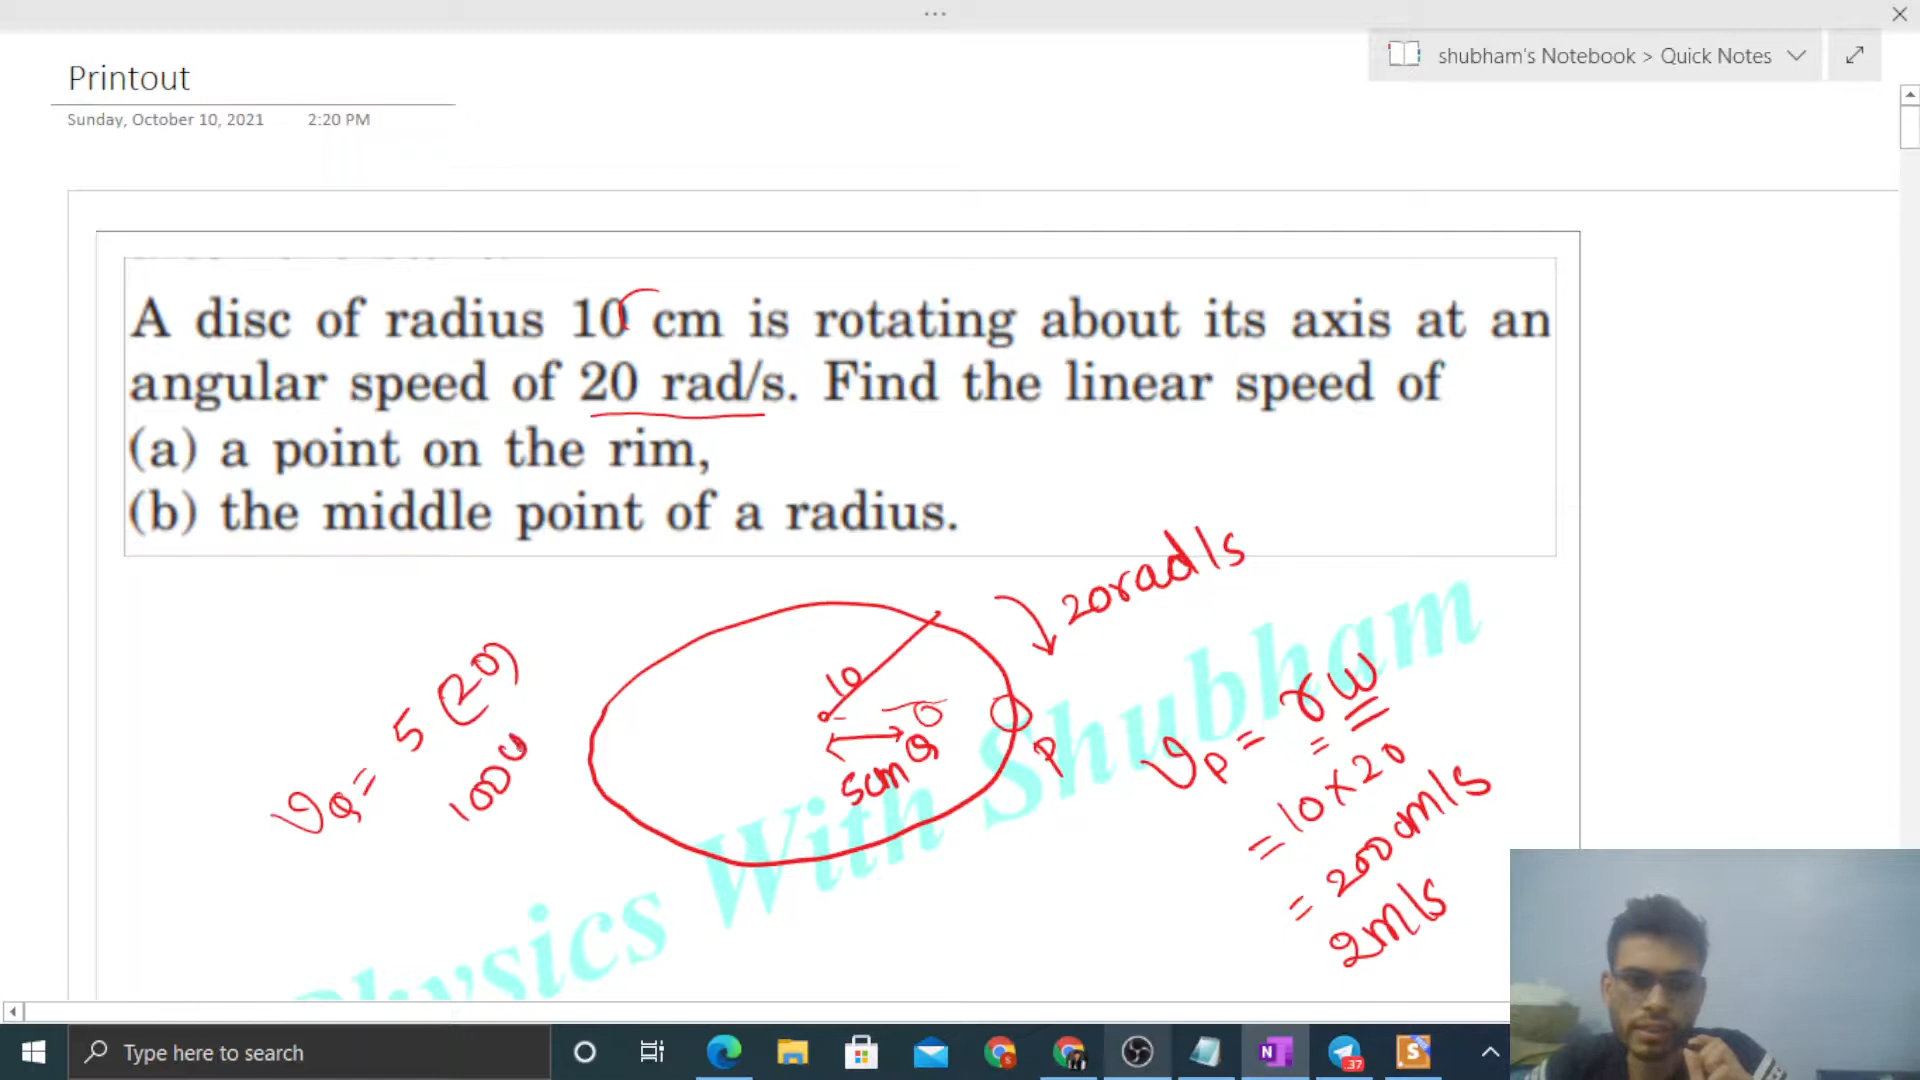 shubham's Notebook > Quick Notes
Printout
Sunday, October 10, 2021 2:20 PM
A disc of radius 10 cm is rotating about its axis at an
angular speed of 20 rad/s. Find the linear speed of
(a) a point on the rim,
(b) the middle point of a radius.
20rad/s
10
5cm
Q
P
VQ = 5(20)
100
VP = rω
= 10×20
= 200cm/s
2m/s
Physics With Shubham
Type here to search
37